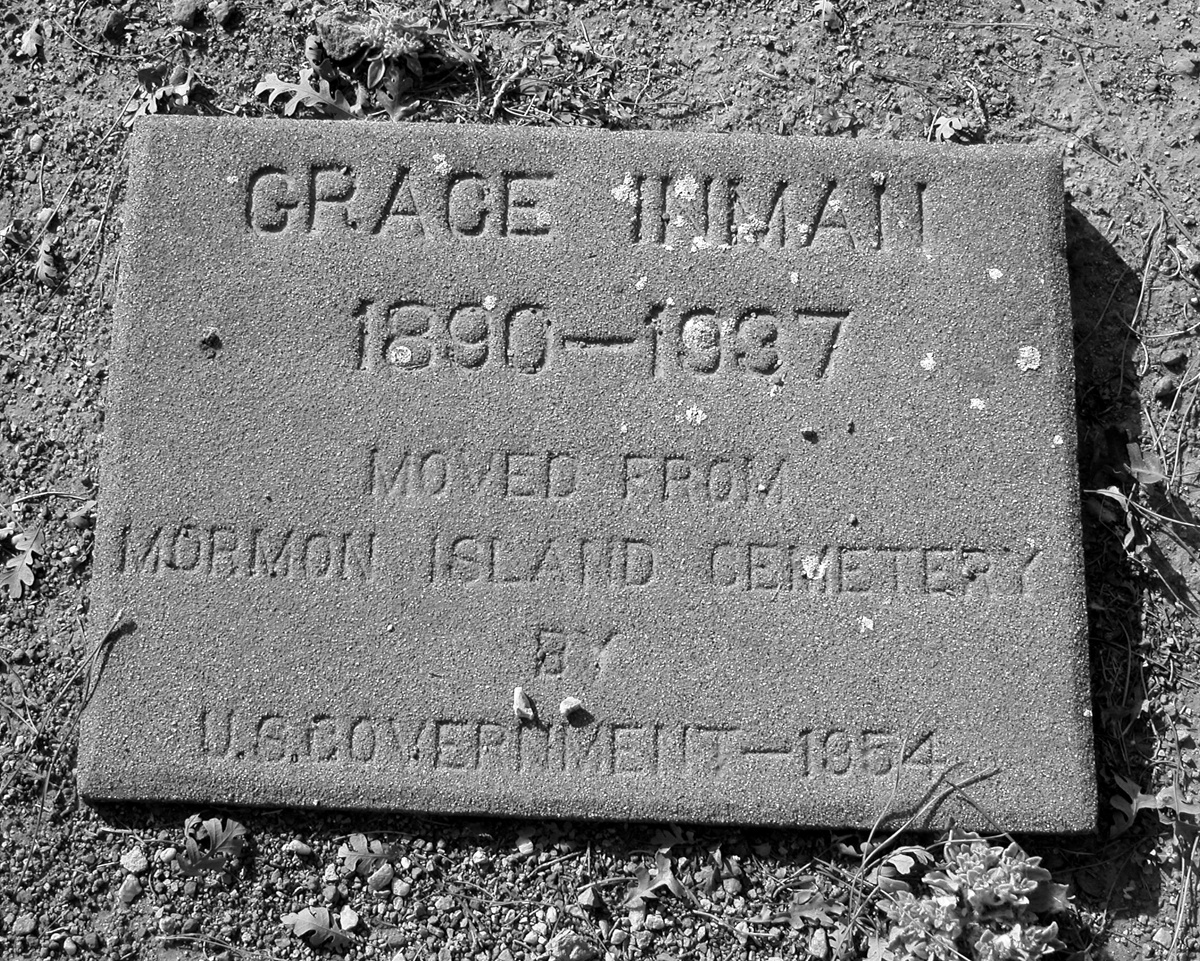 GRACE INMAN
1890—1937
MOVED FROM
MORMON ISLAND CEMETERY
BY
U.S.GOVERNMENT—1954